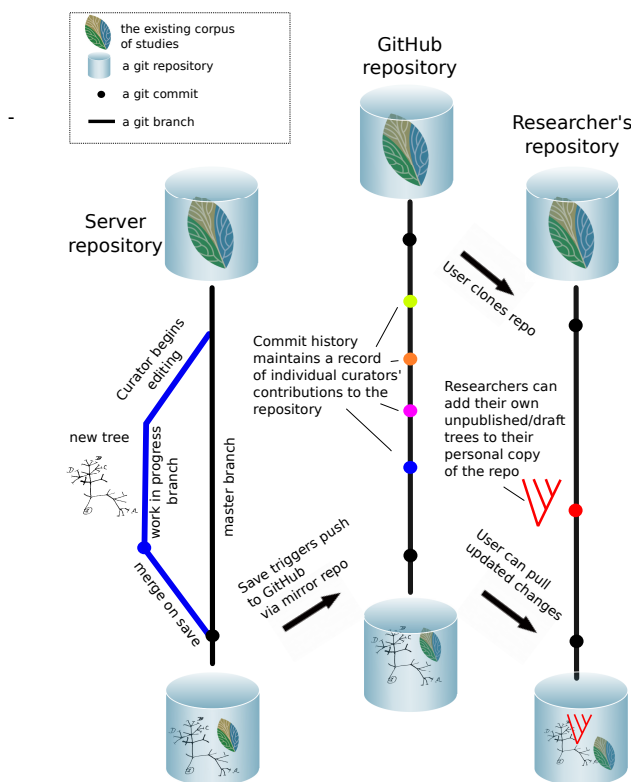 the existing corpus
of studies
a git repository
a git commit
a git branch
-
GitHub
repository
Researcher's
repository
Server
repository
User clones repo
Curator begins
editing
Commit history
maintains a record
of individual curators'
contributions to the
repository
Researchers can
add their own
unpublished/draft
trees to their
personal copy
of the repo
new tree
work in progress
branch
master branch
merge on save
Save triggers push
to GitHub
via mirror repo
User can pull
updated changes